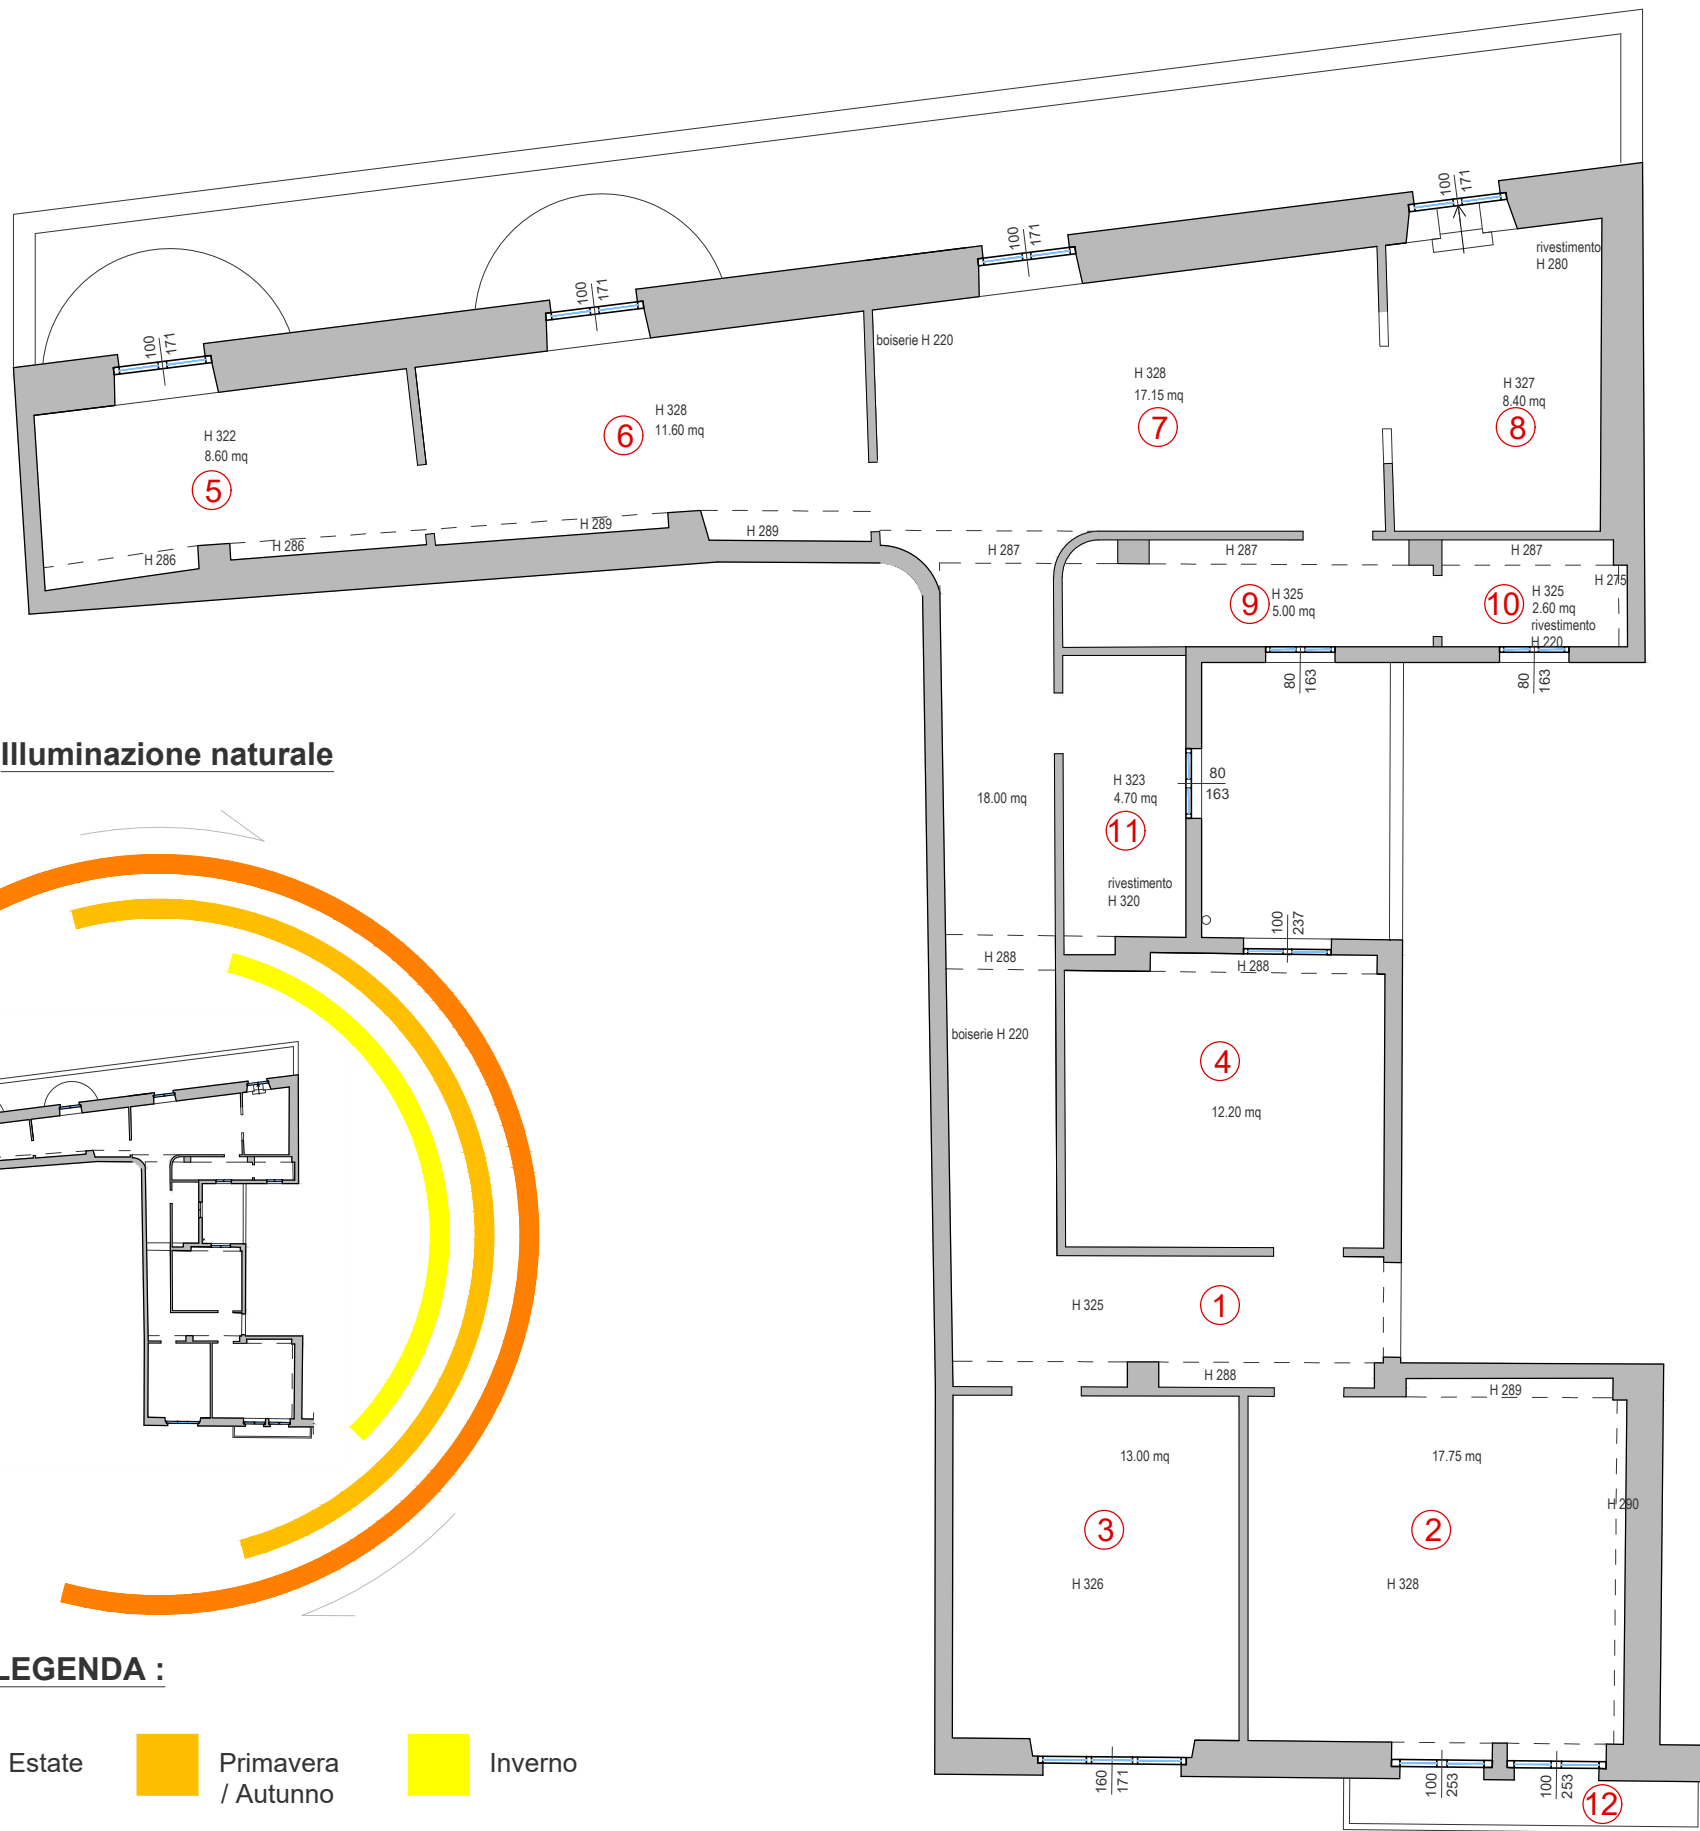 100
171
rivestimento
H 280
100
171
100
171
100
171
boiserie H 220
H 328
17.15 mq
7
H 327
8.40 mq
8
H 328
11.60 mq
6
H 322
8.60 mq
5
H 289
H 289
H 286
H 286
H 287
H 287
H 287
H 275
9
H 325
5.00 mq
10
H 325
2.60 mq
rivestimento
H 220
80
163
80
163
Illuminazione naturale
18.00 mq
H 323
4.70 mq
11
80
163
rivestimento
H 320
100
237
H 288
H 288
boiserie H 220
4
12.20 mq
H 325
1
H 288
H 289
13.00 mq
17.75 mq
H 290
3
2
H 326
H 328
LEGENDA :
Estate
Primavera
/ Autunno
Inverno
160
171
100
253
100
253
12